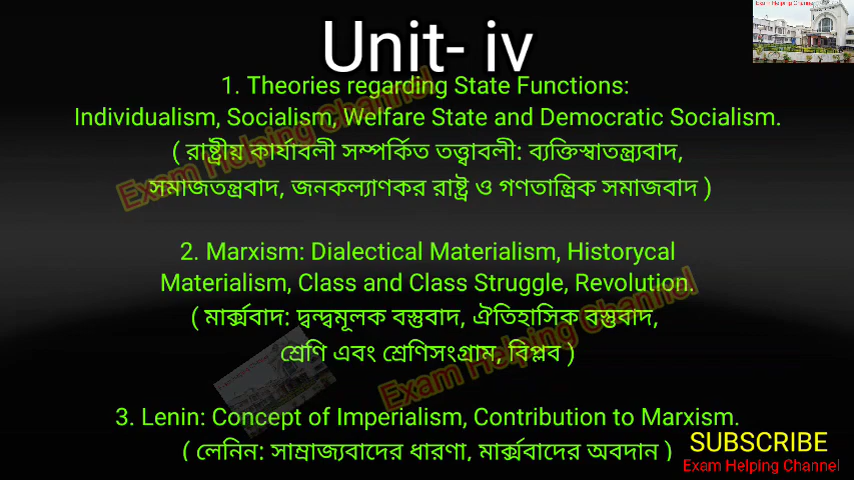 Exam Helping Channel
Unit- iv
1. Theories regarding State Functions:
Individualism, Socialism, Welfare State and Democratic Socialism.
( রাষ্ট্রীয় কার্যাবলী সম্পর্কিত তত্ত্বাবলী: ব্যক্তিস্বাতন্ত্র্যবাদ,
সমাজতন্ত্রবাদ, জনকল্যাণকর রাষ্ট্র ও গণতান্ত্রিক সমাজবাদ )
Exam Helping Channel
2. Marxism: Dialectical Materialism, Historycal
Materialism, Class and Class Struggle, Revolution.
( মার্ক্সবাদ: দ্বন্দ্বমূলক বস্তুবাদ, ঐতিহাসিক বস্তুবাদ,
শ্রেণি এবং শ্রেণিসংগ্রাম, বিপ্লব )
Exam Helping Channel
3. Lenin: Concept of Imperialism, Contribution to Marxism.
( লেনিন: সাম্রাজ্যবাদের ধারণা, মার্ক্সবাদের অবদান )
SUBSCRIBE
Exam Helping Channel